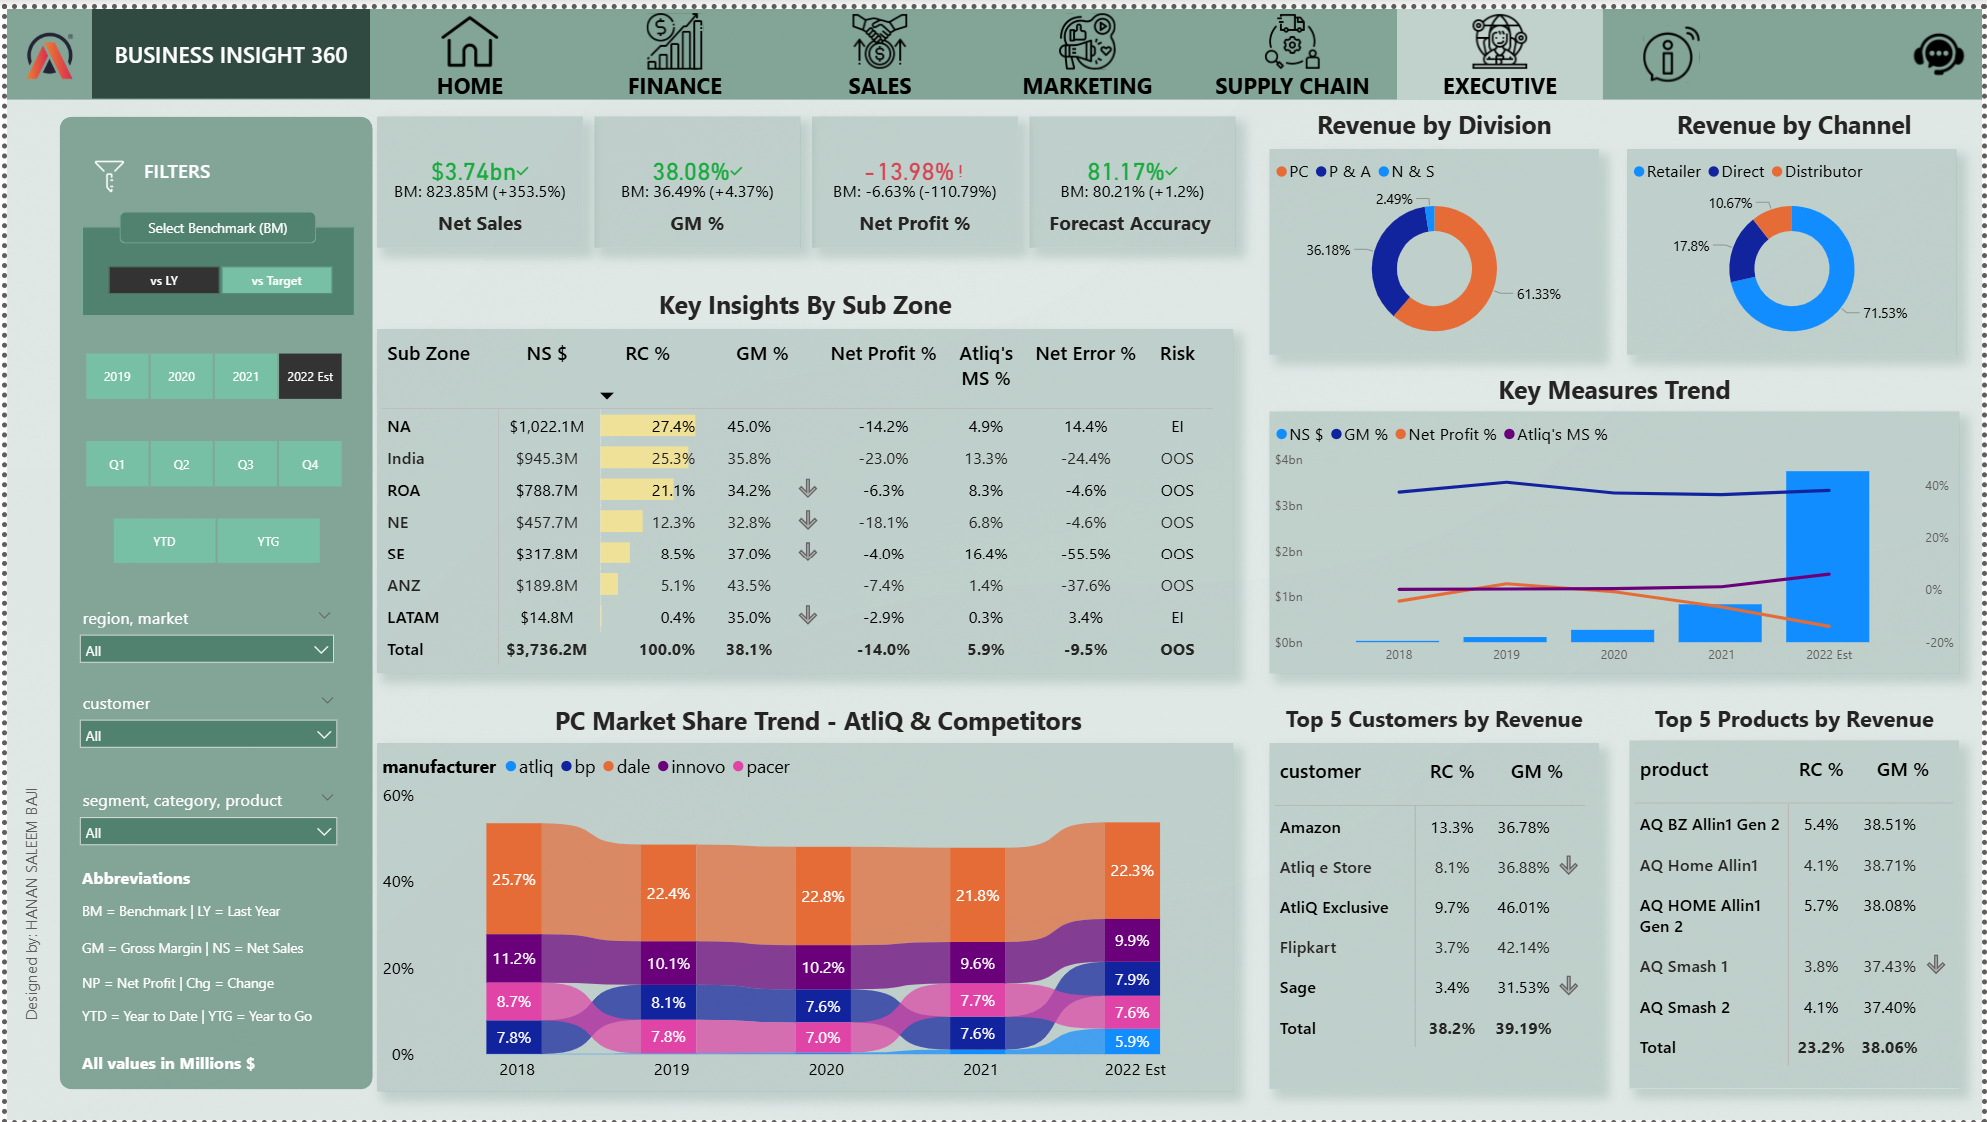 BUSINESS INSIGHT 360
HOME
FINANCE
SALES
MARKETING
SUPPLY CHAIN
EXECUTIVE
FILTERS
Select Benchmark (BM)
vs LY
vs Target
2019
2020
2021
2022 Est
Q1
Q2
Q3
Q4
YTD
YTG
region, market
All
customer
All
segment, category, product
All
Abbreviations
BM = Benchmark | LY = Last Year
GM = Gross Margin | NS = Net Sales
NP = Net Profit | Chg = Change
YTD = Year to Date | YTG = Year to Go
All values in Millions $
Designed by: HANAN SALEEM BAJI
$3.74bn
BM: 823.85M (+353.5%)
Net Sales
38.08%
BM: 36.49% (+4.37%)
GM %
-13.98% !
BM: -6.63% (-110.79%)
Net Profit %
81.17%
BM: 80.21% (+1.2%)
Forecast Accuracy
Key Insights By Sub Zone
Sub Zone NS $ RC % GM % Net Profit % Atliq's MS % Net Error % Risk
NA $1,022.1M 27.4% 45.0% -14.2% 4.9% 14.4% EI
India $945.3M 25.3% 35.8% -23.0% 13.3% -24.4% OOS
ROA $788.7M 21.1% 34.2% -6.3% 8.3% -4.6% OOS
NE $457.7M 12.3% 32.8% -18.1% 6.8% -4.6% OOS
SE $317.8M 8.5% 37.0% -4.0% 16.4% -55.5% OOS
ANZ $189.8M 5.1% 43.5% -7.4% 1.4% -37.6% OOS
LATAM $14.8M 0.4% 35.0% -2.9% 0.3% 3.4% EI
Total $3,736.2M 100.0% 38.1% -14.0% 5.9% -9.5% OOS
PC Market Share Trend - AtliQ & Competitors
manufacturer atliq bp dale innovo pacer
60%
40%
20%
0%
25.7%
11.2%
8.7%
7.8%
22.4%
10.1%
8.1%
7.8%
22.8%
10.2%
7.6%
7.0%
21.8%
9.6%
7.7%
7.6%
22.3%
9.9%
7.9%
7.6%
5.9%
2018 2019 2020 2021 2022 Est
Revenue by Division
PC P & A N & S
2.49%
36.18%
61.33%
Revenue by Channel
Retailer Direct Distributor
10.67%
17.8%
71.53%
Key Measures Trend
NS $ GM % Net Profit % Atliq's MS %
$4bn
$3bn
$2bn
$1bn
$0bn
40%
20%
0%
-20%
2018 2019 2020 2021 2022 Est
Top 5 Customers by Revenue
customer RC % GM %
Amazon 13.3% 36.78%
Atliq e Store 8.1% 36.88%
AtliQ Exclusive 9.7% 46.01%
Flipkart 3.7% 42.14%
Sage 3.4% 31.53%
Total 38.2% 39.19%
Top 5 Products by Revenue
product RC % GM %
AQ BZ Allin1 Gen 2 5.4% 38.51%
AQ Home Allin1 4.1% 38.71%
AQ HOME Allin1 5.7% 38.08%
Gen 2
AQ Smash 1 3.8% 37.43%
AQ Smash 2 4.1% 37.40%
Total 23.2% 38.06%